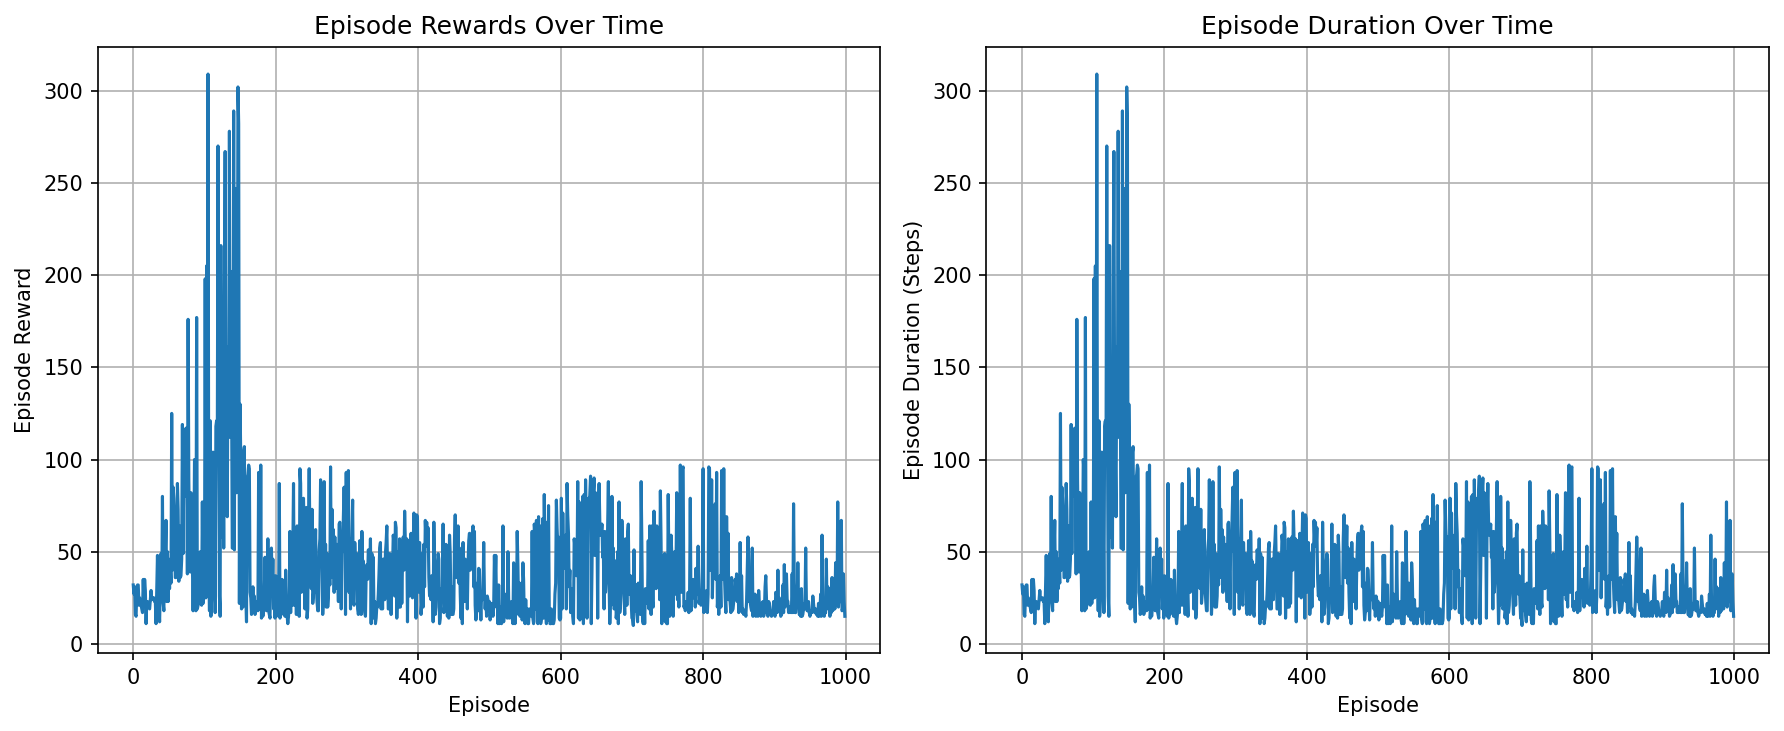 Episode Rewards Over Time
Episode Reward
300
250
200
150
100
50
0
0 200 400 600 800 1000
Episode
Episode Duration Over Time
Episode Duration (Steps)
300
250
200
150
100
50
0
0 200 400 600 800 1000
Episode